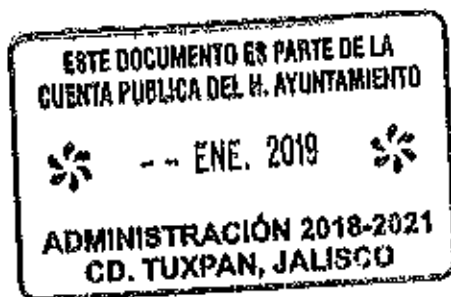 ESTE DOCUMENTO ES PARTE DE LA
CUENTA PUBLICA DEL H. AYUNTAMIENTO
-- ENE. 2019
ADMINISTRACIÓN 2018-2021
CD. TUXPAN, JALISCO